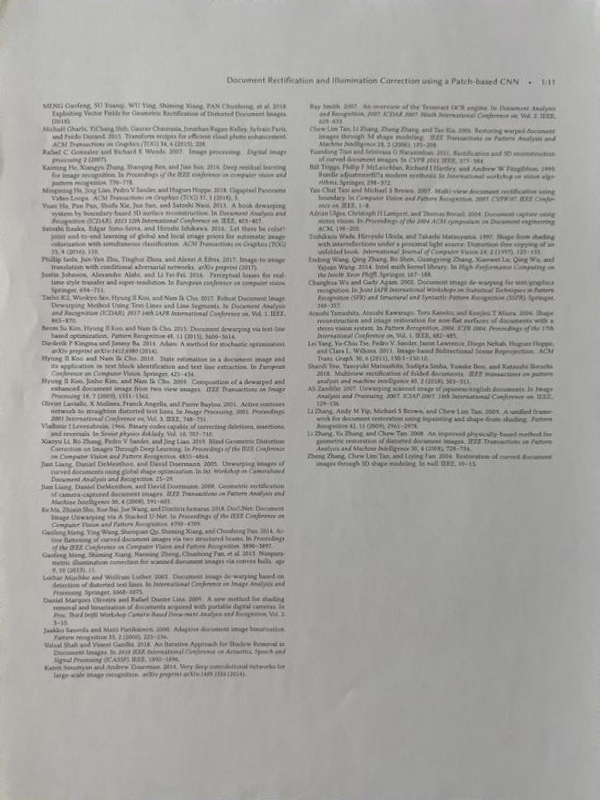 Document Rectification and Illumination Correction using a Patch-based CNN • 1:11
MENG Gaofeng, SU Yuanqi, WU Ying, Shiming Xiang, PAN Chunhong, et al. 2018.
Exploiting Vector Fields for Geometric Rectification of Distorted Document Images.
(2018).
Michaël Gharbi, YiChang Shih, Gaurav Chaurasia, Jonathan Ragan-Kelley, Sylvain Paris,
and Frédo Durand. 2015. Transform recipes for efficient cloud photo enhancement.
ACM Transactions on Graphics (TOG) 34, 6 (2015), 228.
Rafael C Gonzalez and Richard E Woods. 2007. Image processing. Digital image
processing 2 (2007).
Kaiming He, Xiangyu Zhang, Shaoqing Ren, and Jian Sun. 2016. Deep residual learning
for image recognition. In Proceedings of the IEEE conference on computer vision and
pattern recognition. 770–778.
Mingming He, Jing Liao, Pedro V Sander, and Hugues Hoppe. 2018. Gigapixel Panorama
Video Loops. ACM Transactions on Graphics (TOG) 37, 1 (2018), 3.
Yuan He, Pan Pan, Shufu Xie, Jun Sun, and Satoshi Naoi. 2013. A book dewarping
system by boundary-based 3D surface reconstruction. In Document Analysis and
Recognition (ICDAR), 2013 12th International Conference on. IEEE, 403–407.
Satoshi Iizuka, Edgar Simo-Serra, and Hiroshi Ishikawa. 2016. Let there be color!:
joint end-to-end learning of global and local image priors for automatic image
colorization with simultaneous classification. ACM Transactions on Graphics (TOG)
35, 4 (2016), 110.
Phillip Isola, Jun-Yan Zhu, Tinghui Zhou, and Alexei A Efros. 2017. Image-to-image
translation with conditional adversarial networks. arXiv preprint (2017).
Justin Johnson, Alexandre Alahi, and Li Fei-Fei. 2016. Perceptual losses for real-
time style transfer and super-resolution. In European conference on computer vision.
Springer, 694–711.
Taeho Kil, Wonkyo Seo, Hyung Il Koo, and Nam Ik Cho. 2017. Robust Document Image
Dewarping Method Using Text-Lines and Line Segments. In Document Analysis and
Recognition (ICDAR), 2017 14th IAPR International Conference on, Vol. 1. IEEE,
865–870.
Beom Su Kim, Hyung Il Koo, and Nam Ik Cho. 2015. Document dewarping via text-line
based optimization. Pattern Recognition 48, 11 (2015), 3600–3614.
Diederik P Kingma and Jimmy Ba. 2014. Adam: A method for stochastic optimization.
arXiv preprint arXiv:1412.6980 (2014).
Hyung Il Koo and Nam Ik Cho. 2010. State estimation in a document image and
its application in text block identification and text line extraction. In European
Conference on Computer Vision. Springer, 421–434.
Hyung Il Koo, Jinho Kim, and Nam Ik Cho. 2009. Composition of a dewarped and
enhanced document image from two view images. IEEE Transactions on Image
Processing 18, 7 (2009), 1551–1562.
Olivier Lavialle, X Molines, Franck Angella, and Pierre Baylou. 2001. Active contours
network to straighten distorted text lines. In Image Processing, 2001. Proceedings.
2001 International Conference on, Vol. 3. IEEE, 748–751.
Vladimir I Levenshtein. 1966. Binary codes capable of correcting deletions, insertions,
and reversals. In Soviet physics doklady, Vol. 10. 707–710.
Xiaoyu Li, Bo Zhang, Pedro V Sander, and Jing Liao. 2019. Blind Geometric Distortion
Correction on Images Through Deep Learning. In Proceedings of the IEEE Conference
on Computer Vision and Pattern Recognition. 4855–4864.
Jian Liang, Daniel DeMenthon, and David Doermann. 2005. Unwarping images of
curved documents using global shape optimization. In Int. Workshop on Camerabased
Document Analysis and Recognition. 25–29.
Jian Liang, Daniel DeMenthon, and David Doermann. 2008. Geometric rectification
of camera-captured document images. IEEE Transactions on Pattern Analysis and
Machine Intelligence 30, 4 (2008), 591–605.
Ke Ma, Zhixin Shu, Xue Bai, Jue Wang, and Dimitris Samaras. 2018. DocUNet: Document
Image Unwarping via A Stacked U-Net. In Proceedings of the IEEE Conference on
Computer Vision and Pattern Recognition. 4700–4709.
Gaofeng Meng, Ying Wang, Shenquan Qu, Shiming Xiang, and Chunhong Pan. 2014. Ac-
tive flattening of curved document images via two structured beams. In Proceedings
of the IEEE Conference on Computer Vision and Pattern Recognition. 3890–3897.
Gaofeng Meng, Shiming Xiang, Nanning Zheng, Chunhong Pan, et al. 2013. Nonpara-
metric illumination correction for scanned document images via convex hulls.
9, 10 (2013), 11.
Lothar Mischke and Wolfram Luther. 2005. Document image de-warping based on
detection of distorted text lines. In International Conference on Image Analysis and
Processing. Springer, 1068–1075.
Daniel Marques Oliveira and Rafael Dueire Lins. 2009. A new method for shading
removal and binarization of documents acquired with portable digital cameras. In
Proc. Third Int'l Workshop Camera-Based Document Analysis and Recognition, Vol. 2.
3–10.
Jaakko Sauvola and Matti Pietikäinen. 2000. Adaptive document image binarization.
Pattern recognition 33, 2 (2000), 225–236.
Vatsal Shah and Vineet Gandhi. 2018. An Iterative Approach for Shadow Removal in
Document Images. In 2018 IEEE International Conference on Acoustics, Speech and
Signal Processing (ICASSP). IEEE, 1892–1896.
Karen Simonyan and Andrew Zisserman. 2014. Very deep convolutional networks for
large-scale image recognition. arXiv preprint arXiv:1409.1556 (2014).
Ray Smith. 2007. An overview of the Tesseract OCR engine. In Document Analysis
and Recognition, 2007. ICDAR 2007. Ninth International Conference on, Vol. 2. IEEE,
629–633.
Chew Lim Tan, Li Zhang, Zheng Zhang, and Tao Xia. 2006. Restoring warped document
images through 3d shape modeling. IEEE Transactions on Pattern Analysis and
Machine Intelligence 28, 2 (2006), 195–208.
Yuandong Tian and Srinivasa G Narasimhan. 2011. Rectification and 3D reconstruction
of curved document images. In CVPR 2011. IEEE, 377–384.
Bill Triggs, Philip F McLauchlan, Richard I Hartley, and Andrew W Fitzgibbon. 1999.
Bundle adjustment—a modern synthesis. In International workshop on vision algo-
rithms. Springer, 298–372.
Yau Chat Tsoi and Michael S Brown. 2007. Multi-view document rectification using
boundary. In Computer Vision and Pattern Recognition, 2007. CVPR'07. IEEE Confer-
ence on. IEEE, 1–8.
Adrian Ulges, Christoph H Lampert, and Thomas Breuel. 2004. Document capture using
stereo vision. In Proceedings of the 2004 ACM symposium on Document engineering.
ACM, 198–200.
Toshikazu Wada, Hiroyuki Ukida, and Takashi Matsuyama. 1997. Shape from shading
with interreflections under a proximal light source: Distortion-free copying of an
unfolded book. International Journal of Computer Vision 24, 2 (1997), 125–135.
Endong Wang, Qing Zhang, Bo Shen, Guangyong Zhang, Xiaowei Lu, Qing Wu, and
Yajuan Wang. 2014. Intel math kernel library. In High-Performance Computing on
the Intel® Xeon Phi™. Springer, 167–188.
Changhua Wu and Gady Agam. 2002. Document image de-warping for text/graphics
recognition. In Joint IAPR International Workshops on Statistical Techniques in Pattern
Recognition (SPR) and Structural and Syntactic Pattern Recognition (SSPR). Springer,
348–357.
Atsushi Yamashita, Atsushi Kawarago, Toru Kaneko, and Kenjiro T Miura. 2004. Shape
reconstruction and image restoration for non-flat surfaces of documents with a
stereo vision system. In Pattern Recognition, 2004. ICPR 2004. Proceedings of the 17th
International Conference on, Vol. 1. IEEE, 482–485.
Lei Yang, Yu-Chiu Tse, Pedro V Sander, Jason Lawrence, Diego Nehab, Hugues Hoppe,
and Clara L Wilkins. 2011. Image-based Bidirectional Scene Reprojection. ACM
Trans. Graph. 30, 6 (2011), 150:1–150:10.
Shaodi You, Yasuyuki Matsushita, Sudipta Sinha, Yusuke Bou, and Katsushi Ikeuchi.
2018. Multiview rectification of folded documents. IEEE transactions on pattern
analysis and machine intelligence 40, 2 (2018), 505–511.
Ali Zandifar. 2007. Unwarping scanned image of japanese/english documents. In Image
Analysis and Processing, 2007. ICIAP 2007. 14th International Conference on. IEEE,
129–136.
Li Zhang, Andy M Yip, Michael S Brown, and Chew Lim Tan. 2009. A unified frame-
work for document restoration using inpainting and shape-from-shading. Pattern
Recognition 42, 11 (2009), 2961–2978.
Li Zhang, Yu Zhang, and Chew Tan. 2008. An improved physically-based method for
geometric restoration of distorted document images. IEEE Transactions on Pattern
Analysis and Machine Intelligence 30, 4 (2008), 728–734.
Zheng Zhang, Chew Lim Tan, and Liying Fan. 2004. Restoration of curved document
images through 3D shape modeling. In null. IEEE, 10–15.